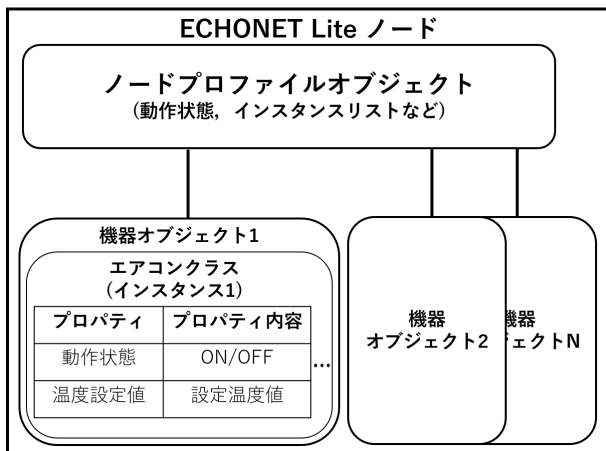 ECHONET Lite ノード
ノードプロファイルオブジェクト
(動作状態，インスタンスリストなど)
機器オブジェクト1
エアコンクラス
(インスタンス1)
プロパティ プロパティ内容
動作状態 ON/OFF
温度設定値 設定温度値
...
機器
オブジェクト2
機器
ジェクトN